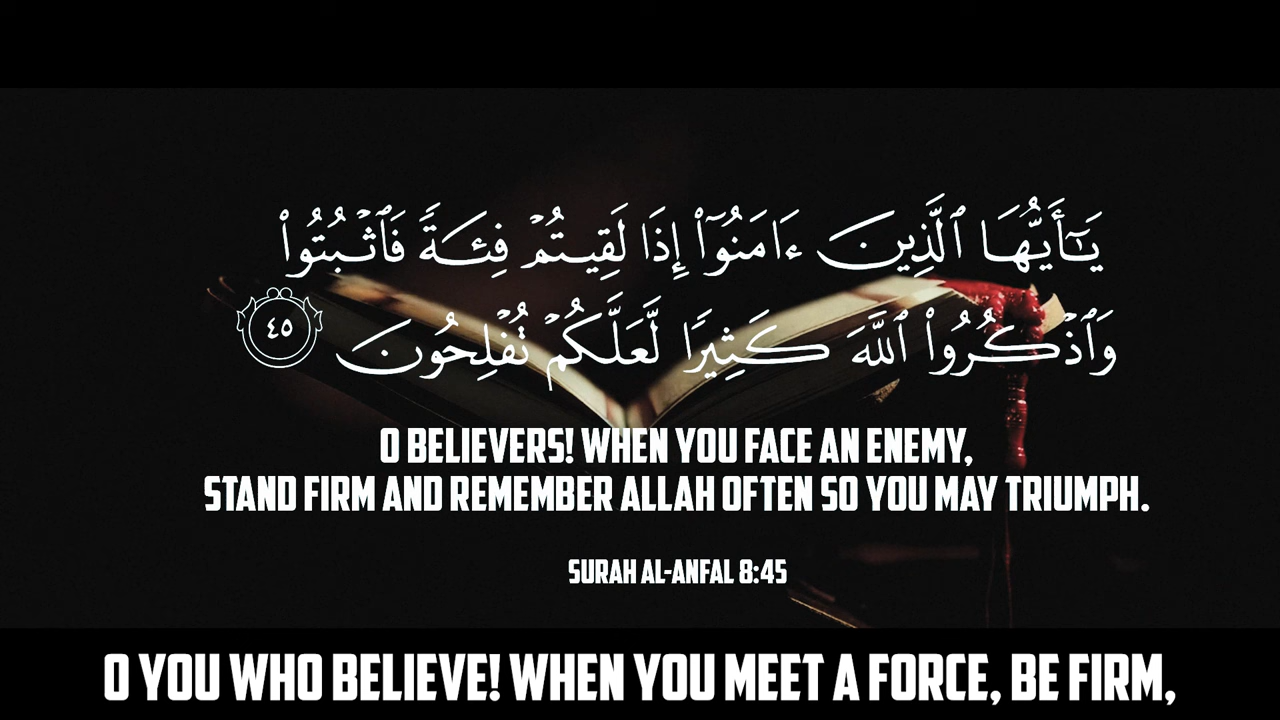 يَـٰٓأَيُّهَا ٱلَّذِينَ ءَامَنُوٓا۟ إِذَا لَقِيتُمْ فِئَةً فَٱثْبُتُوا۟
وَٱذْكُرُوا۟ ٱللَّهَ كَثِيرًا لَّعَلَّكُمْ تُفْلِحُونَ ٤٥
O BELIEVERS! WHEN YOU FACE AN ENEMY,
STAND FIRM AND REMEMBER ALLAH OFTEN SO YOU MAY TRIUMPH.
SURAH AL-ANFAL 8:45
O YOU WHO BELIEVE! WHEN YOU MEET A FORCE, BE FIRM,